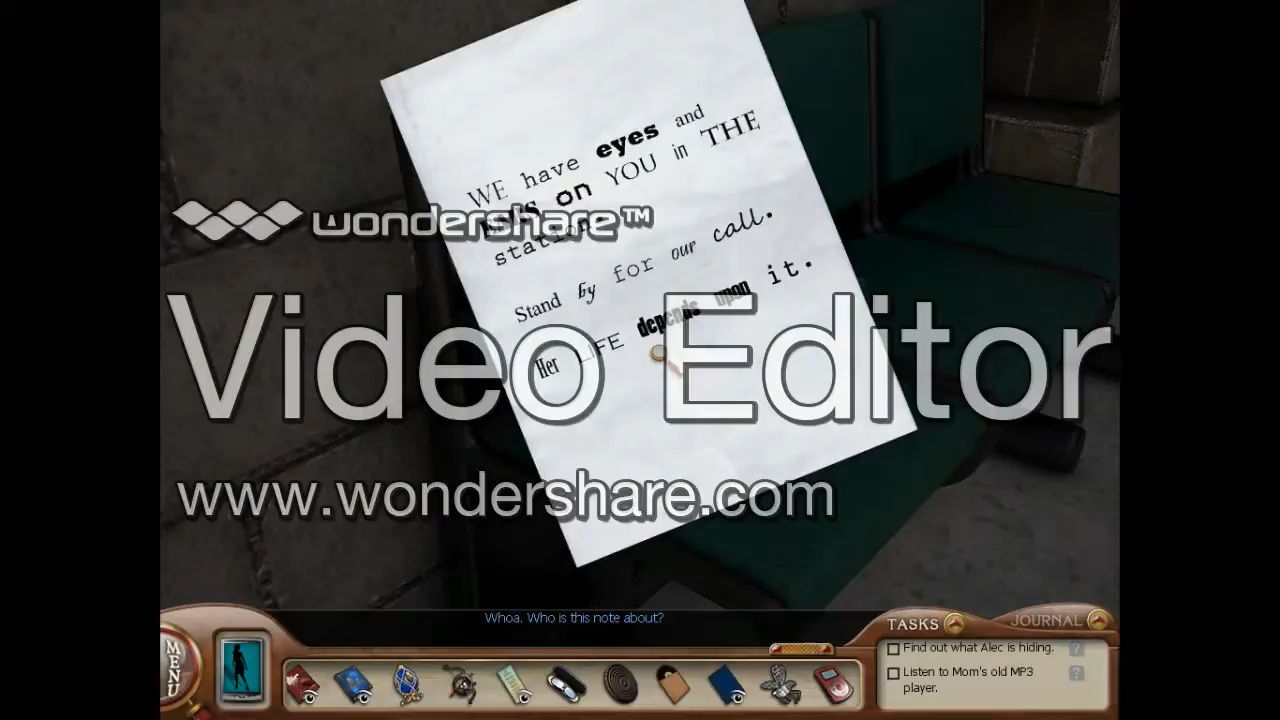 WE have eyes and
EARS on YOU in THE
station.
Stand by for our call.
Her LIFE depends upon it.
wondershare™
Video Editor
www.wondershare.com
Whoa. Who is this note about?
MENU
TASKS
JOURNAL
Find out what Alec is hiding. ?
Listen to Mom's old MP3 ?
player.